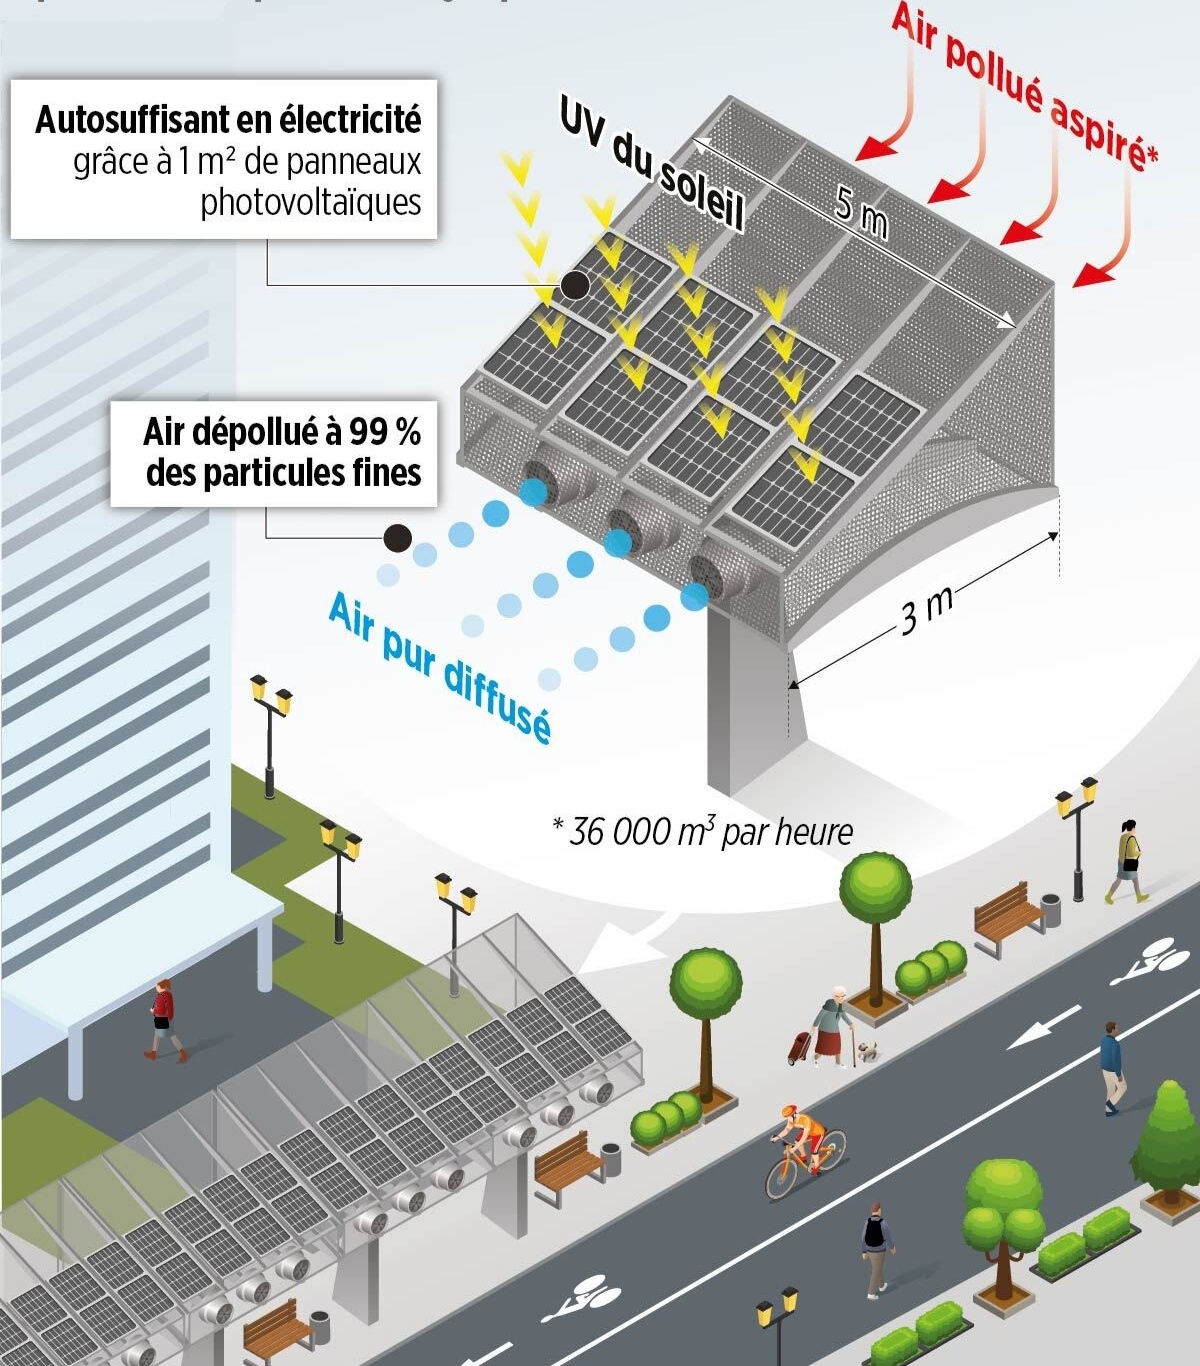 Air pollué aspiré*
Autosuffisant en électricité
grâce à 1 m² de panneaux
photovoltaïques
UV du soleil
5 m
Air dépollué à 99 %
des particules fines
Air pur diffusé
3 m
* 36 000 m³ par heure